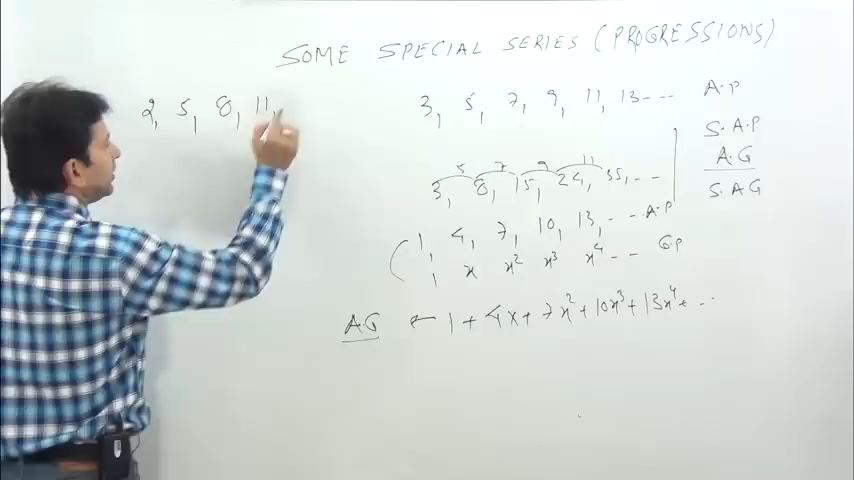 SOME SPECIAL SERIES (PROGRESSIONS)
2, 5, 8, 11,
3, 5, 7, 9, 11, 13--- A.P
S.A.P
A.G
S.AG
5 7 9 11
3, 8, 15, 24, 35, ---
1, 4, 7, 10, 13, --- A.P
1 x x² x³ x⁴ --- G.P
A.G ← 1 + 4x + 7x² + 10x³ + 13x⁴ + ---